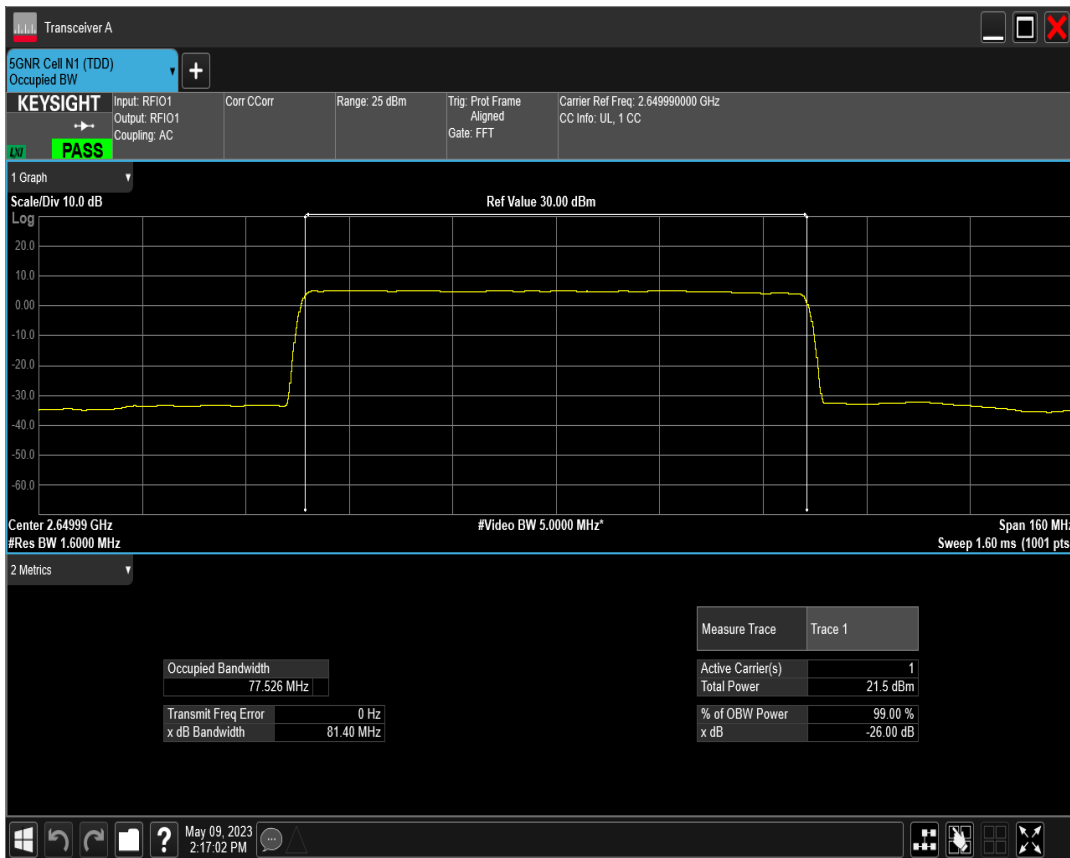 Transceiver A
5GNR Cell N1 (TDD)
Occupied BW
+
KEYSIGHT
LXI
PASS
Input: RFIO1
Output: RFIO1
Coupling: AC
Corr CCorr
Range: 25 dBm
Trig: Prot Frame
Aligned
Gate: FFT
Carrier Ref Freq: 2.649990000 GHz
CC Info: UL, 1 CC
1 Graph
Scale/Div 10.0 dB
Ref Value 30.00 dBm
Log
20.0
10.0
0.00
-10.0
-20.0
-30.0
-40.0
-50.0
-60.0
Center 2.64999 GHz
#Video BW 5.0000 MHz*
Span 160 MHz
#Res BW 1.6000 MHz
Sweep 1.60 ms (1001 pts
2 Metrics
Measure Trace Trace 1
Occupied Bandwidth
77.526 MHz
Active Carrier(s) 1
Total Power 21.5 dBm
Transmit Freq Error 0 Hz
x dB Bandwidth 81.40 MHz
% of OBW Power 99.00 %
x dB -26.00 dB
?
May 09, 2023
2:17:02 PM